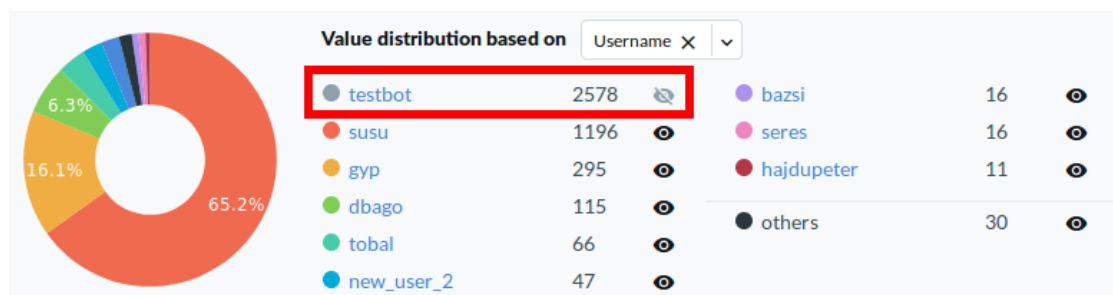 Value distribution based on Username
testbot 2578
susu 1196
gyp 295
dbago 115
tobal 66
new_user_2 47
bazsi 16
seres 16
hajdupeter 11
others 30
6.3%
16.1%
65.2%